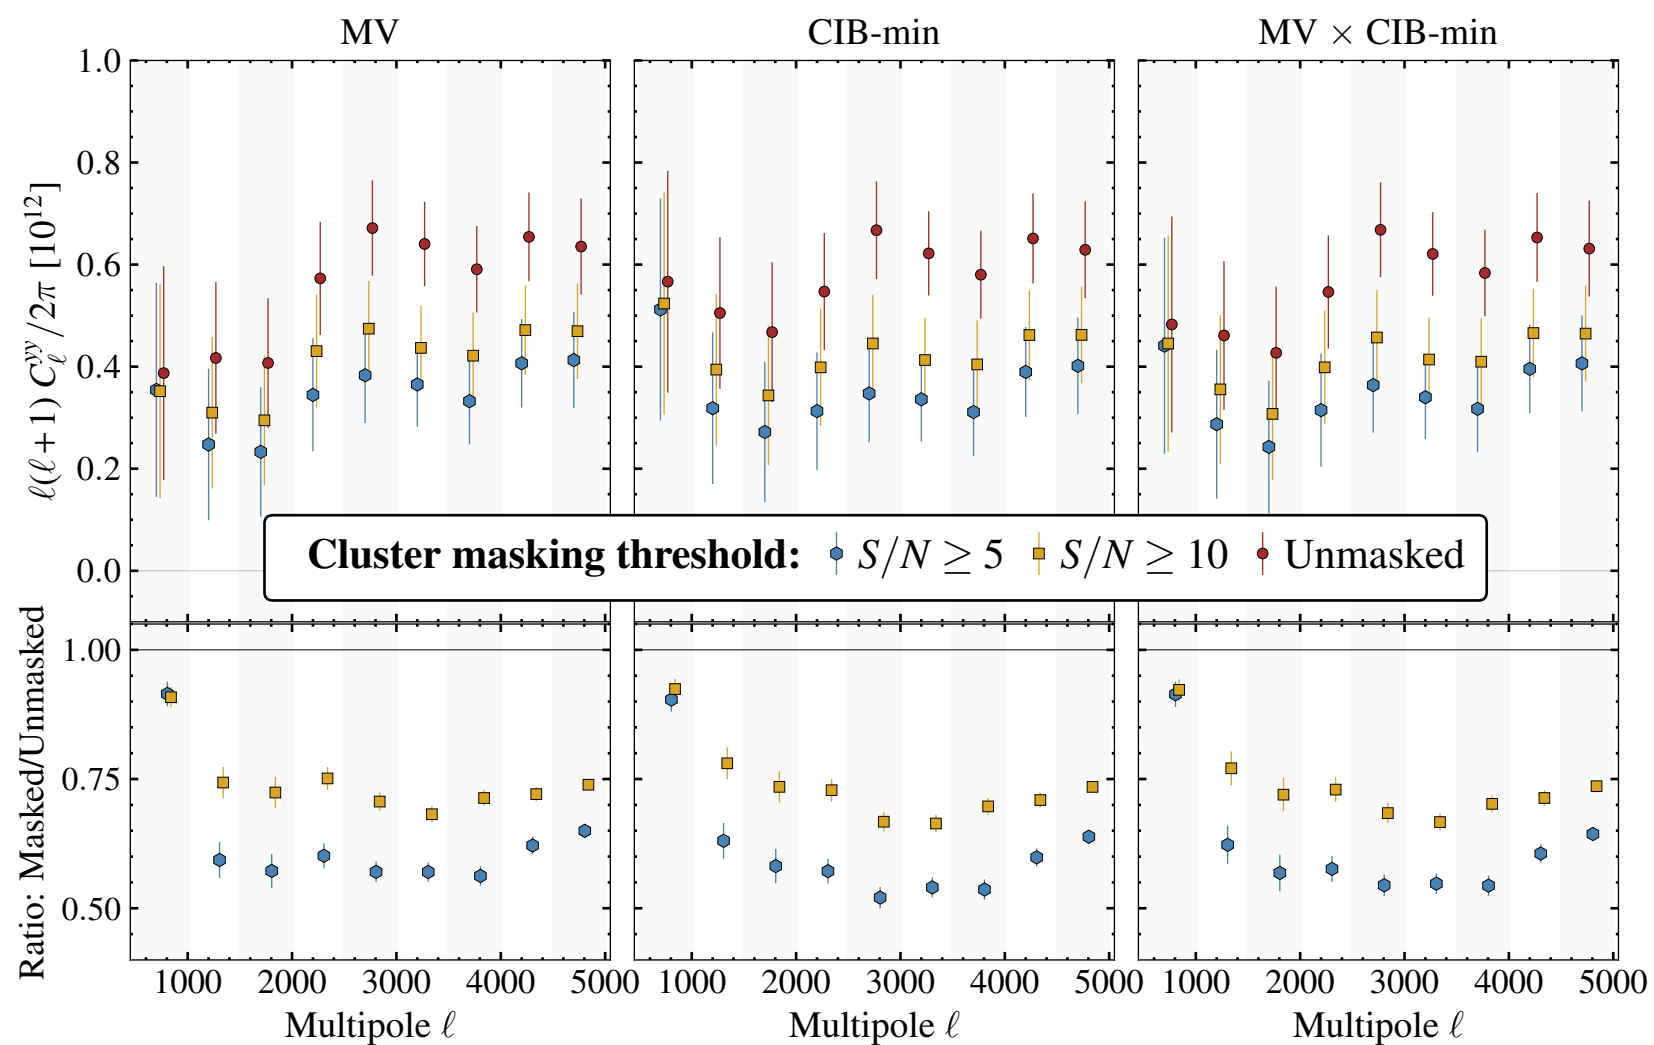 MV
CIB-min
MV × CIB-min
ℓ(ℓ + 1) C_ℓ^{yy}/2π [10^{12}]
1.0
0.8
0.6
0.4
0.2
0.0
Cluster masking threshold: S/N ≥ 5 S/N ≥ 10 Unmasked
Ratio: Masked/Unmasked
1.00
0.75
0.50
1000 2000 3000 4000 5000
1000 2000 3000 4000 5000
1000 2000 3000 4000 5000
Multipole ℓ
Multipole ℓ
Multipole ℓ